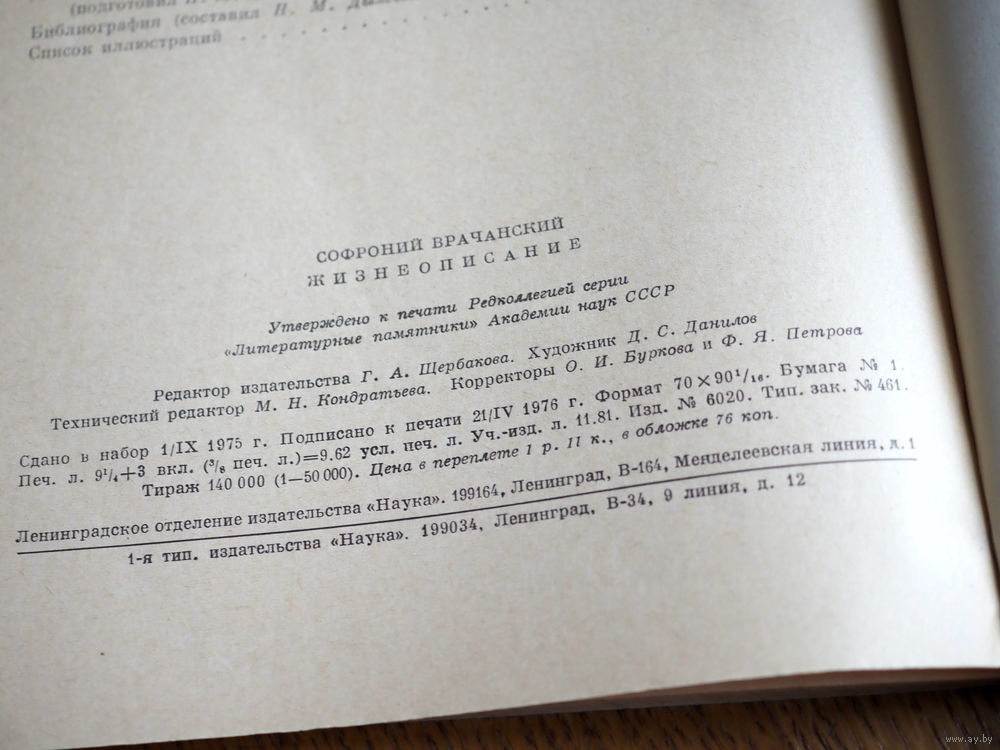 (подготовил
Библиография (составил Н. М.
Список иллюстраций . . . . . . . . . .
СОФРОНИЙ ВРАЧАНСКИЙ
ЖИЗНЕОПИСАНИЕ
Утверждено к печати Редколлегией серии
«Литературные памятники» Академии наук СССР
Редактор издательства Г. А. Щербакова. Художник Д. С. Данилов
Технический редактор М. Н. Кондратьева. Корректоры О. И. Буркова и Ф. Я. Петрова
Сдано в набор 1/IX 1975 г. Подписано к печати 21/IV 1976 г. Формат 70×90¹/₁₆. Бумага № 1.
Печ. л. 9¹/₄+3 вкл. (³/₈ печ. л.)=9.62 усл. печ. л. Уч.-изд. л. 11.81. Изд. № 6020. Тип. зак. № 461.
Тираж 140 000 (1—50 000). Цена в переплете 1 р. 11 к., в обложке 76 коп.
Ленинградское отделение издательства «Наука». 199164, Ленинград, В-164, Менделеевская линия, д. 1
1-я тип. издательства «Наука». 199034, Ленинград, В-34, 9 линия, д. 12
www.ay.by